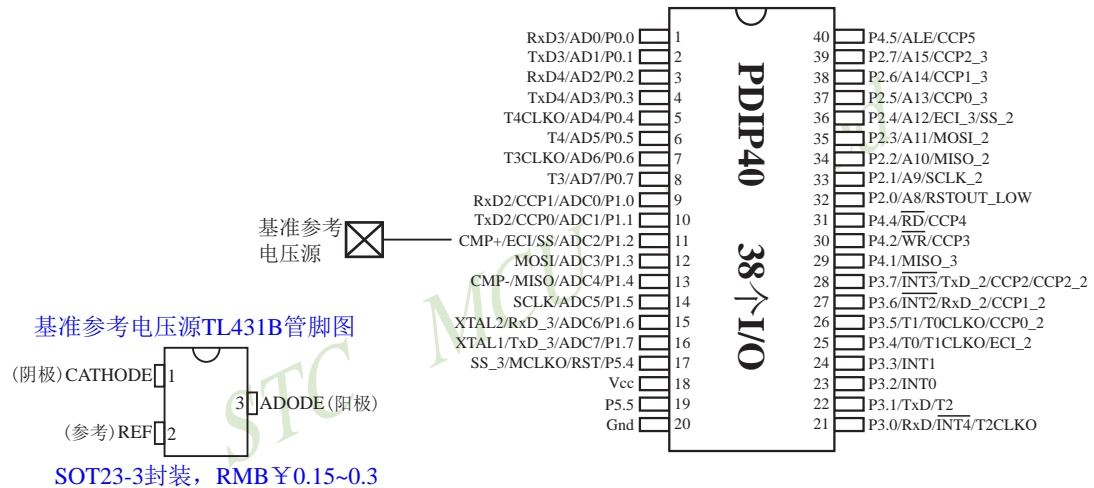 RxD3/AD0/P0.0 1
TxD3/AD1/P0.1 2
RxD4/AD2/P0.2 3
TxD4/AD3/P0.3 4
T4CLKO/AD4/P0.4 5
T4/AD5/P0.5 6
T3CLKO/AD6/P0.6 7
T3/AD7/P0.7 8
RxD2/CCP1/ADC0/P1.0 9
TxD2/CCP0/ADC1/P1.1 10
CMP+/ECI/SS/ADC2/P1.2 11
MOSI/ADC3/P1.3 12
CMP-/MISO/ADC4/P1.4 13
SCLK/ADC5/P1.5 14
XTAL2/RxD_3/ADC6/P1.6 15
XTAL1/TxD_3/ADC7/P1.7 16
SS_3/MCLKO/RST/P5.4 17
Vcc 18
P5.5 19
Gnd 20
PDIP40 38个I/O
40 P4.5/ALE/CCP5
39 P2.7/A15/CCP2_3
38 P2.6/A14/CCP1_3
37 P2.5/A13/CCP0_3
36 P2.4/A12/ECI_3/SS_2
35 P2.3/A11/MOSI_2
34 P2.2/A10/MISO_2
33 P2.1/A9/SCLK_2
32 P2.0/A8/RSTOUT_LOW
31 P4.4/RD/CCP4
30 P4.2/WR/CCP3
29 P4.1/MISO_3
28 P3.7/INT3/TxD_2/CCP2/CCP2_2
27 P3.6/INT2/RxD_2/CCP1_2
26 P3.5/T1/T0CLKO/CCP0_2
25 P3.4/T0/T1CLKO/ECI_2
24 P3.3/INT1
23 P3.2/INT0
22 P3.1/TxD/T2
21 P3.0/RxD/INT4/T2CLKO
基准参考
电压源
基准参考电压源TL431B管脚图
(阴极)CATHODE 1
3 ADODE(阳极)
(参考)REF 2
SOT23-3封装，RMB￥0.15~0.3
STC MCU